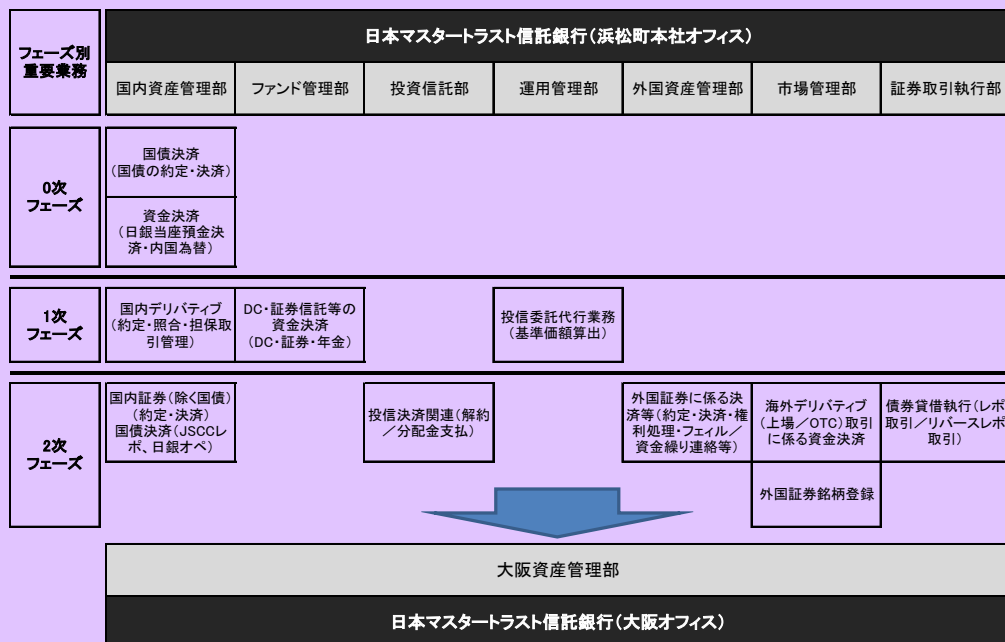 フェーズ別
重要業務
日本マスタートラスト信託銀行(浜松町本社オフィス)
国内資産管理部
ファンド管理部
投資信託部
運用管理部
外国資産管理部
市場管理部
証券取引執行部
0次
フェーズ
国債決済
(国債の約定・決済)
資金決済
(日銀当座預金決
済・内国為替)
1次
フェーズ
国内デリバティブ
(約定・照合・担保取
引管理)
DC・証券信託等の
資金決済
(DC・証券・年金)
投信委託代行業務
(基準価額算出)
2次
フェーズ
国内証券(除く国債)
(約定・決済)
国債決済(JSCCレ
ポ、日銀オペ)
投信決済関連(解約
/分配金支払)
外国証券に係る決
済等(約定・決済・権
利処理・フェィル/
資金繰り連絡等)
海外デリバティブ
(上場/OTC)取引
に係る資金決済
債券貸借執行(レポ
取引/リバースレポ
取引)
外国証券銘柄登録
大阪資産管理部
日本マスタートラスト信託銀行(大阪オフィス)